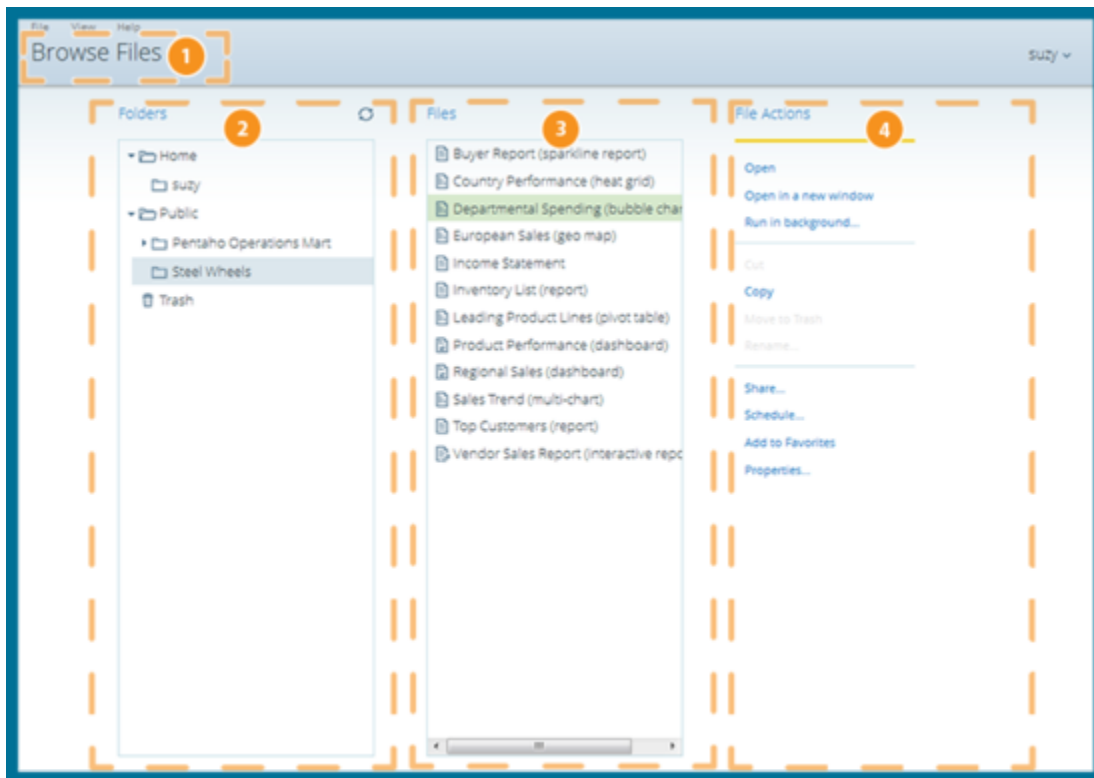 File View Help
Browse Files 1
suzy
Folders 2
Home
suzy
Public
Pentaho Operations Mart
Steel Wheels
Trash
Files 3
Buyer Report (sparkline report)
Country Performance (heat grid)
Departmental Spending (bubble char
European Sales (geo map)
Income Statement
Inventory List (report)
Leading Product Lines (pivot table)
Product Performance (dashboard)
Regional Sales (dashboard)
Sales Trend (multi-chart)
Top Customers (report)
Vendor Sales Report (interactive repo
File Actions 4
Open
Open in a new window
Run in background...
Cut
Copy
Move to Trash
Rename...
Share...
Schedule...
Add to Favorites
Properties...